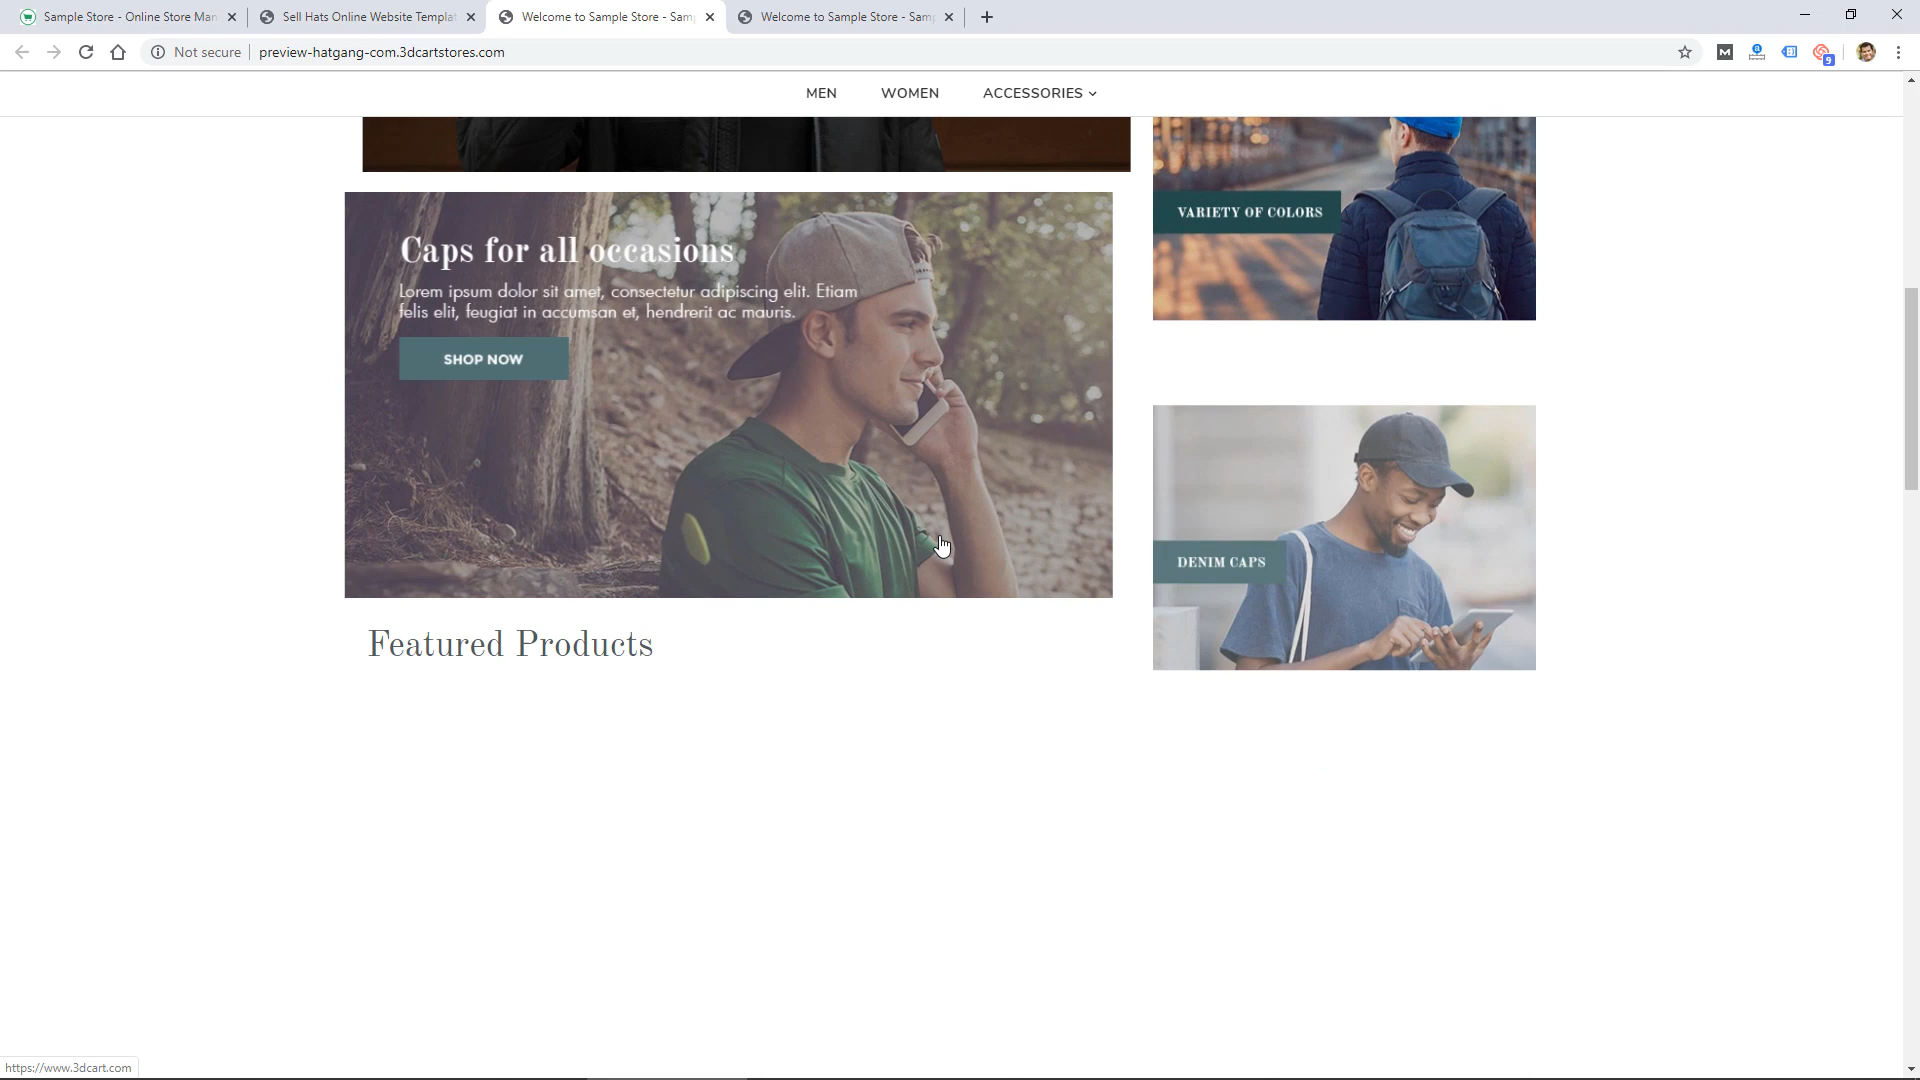 Sample Store - Online Store Man
Sell Hats Online Website Templat
Welcome to Sample Store - Sam
Welcome to Sample Store - Sam
Not secure
preview-hatgang-com.3dcartstores.com
M
9
MEN
WOMEN
ACCESSORIES
VARIETY OF COLORS
Caps for all occasions
Lorem ipsum dolor sit amet, consectetur adipiscing elit. Etiam
felis elit, feugiat in accumsan et, hendrerit ac mauris.
SHOP NOW
DENIM CAPS
Featured Products
https://www.3dcart.com